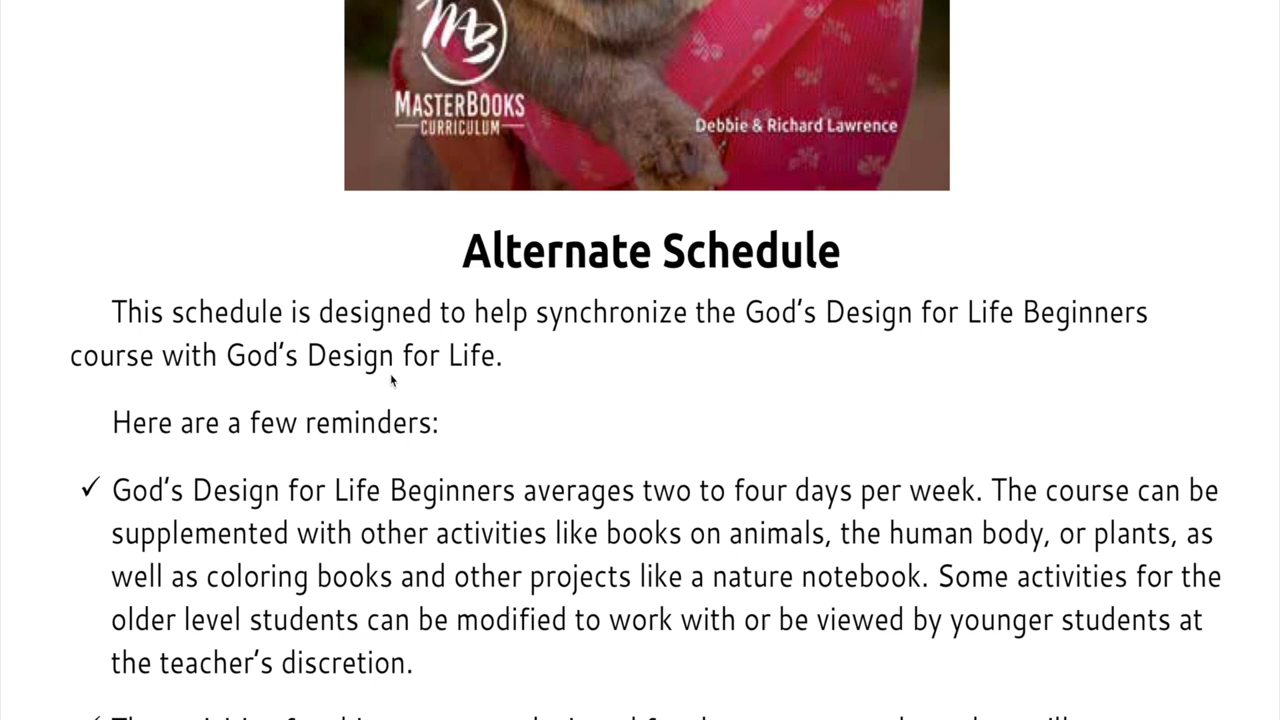 MB
MASTERBOOKS
CURRICULUM
Debbie & Richard Lawrence
Alternate Schedule
This schedule is designed to help synchronize the God's Design for Life Beginners
course with God's Design for Life.
Here are a few reminders:
✓ God's Design for Life Beginners averages two to four days per week. The course can be
supplemented with other activities like books on animals, the human body, or plants, as
well as coloring books and other projects like a nature notebook. Some activities for the
older level students can be modified to work with or be viewed by younger students at
the teacher's discretion.